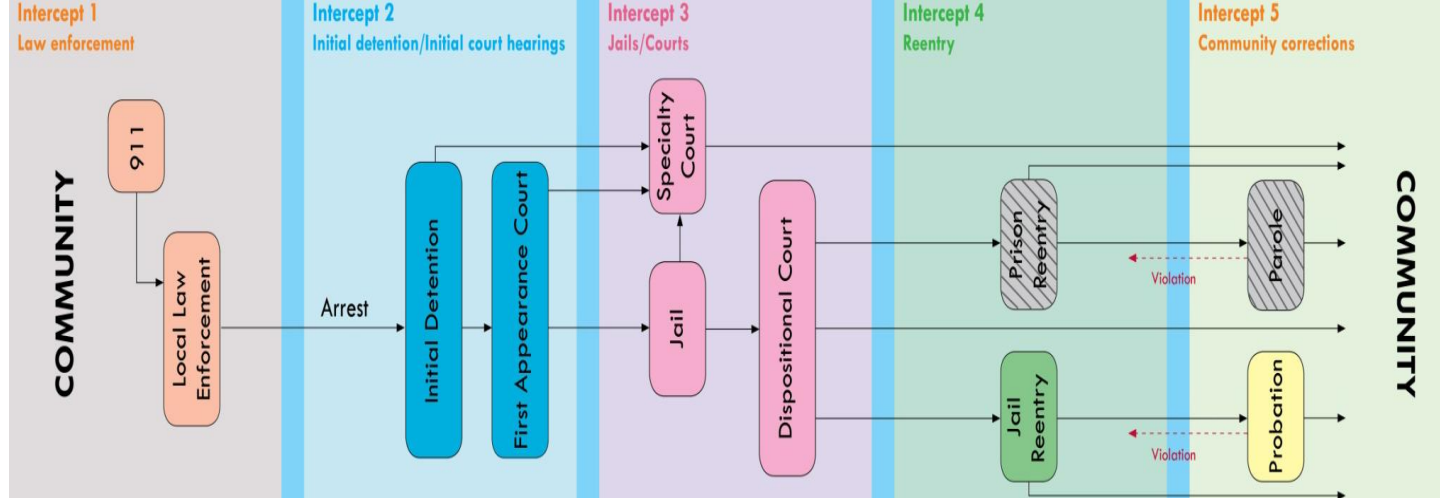 Intercept 1
Law enforcement
Intercept 2
Initial detention/Initial court hearings
Intercept 3
Jails/Courts
Intercept 4
Reentry
Intercept 5
Community corrections
COMMUNITY
911
Local Law
Enforcement
Arrest
Initial Detention
First Appearance Court
Specialty
Court
Jail
Dispositional Court
Prison
Reentry
Jail
Reentry
Violation
Violation
Parole
Probation
COMMUNITY